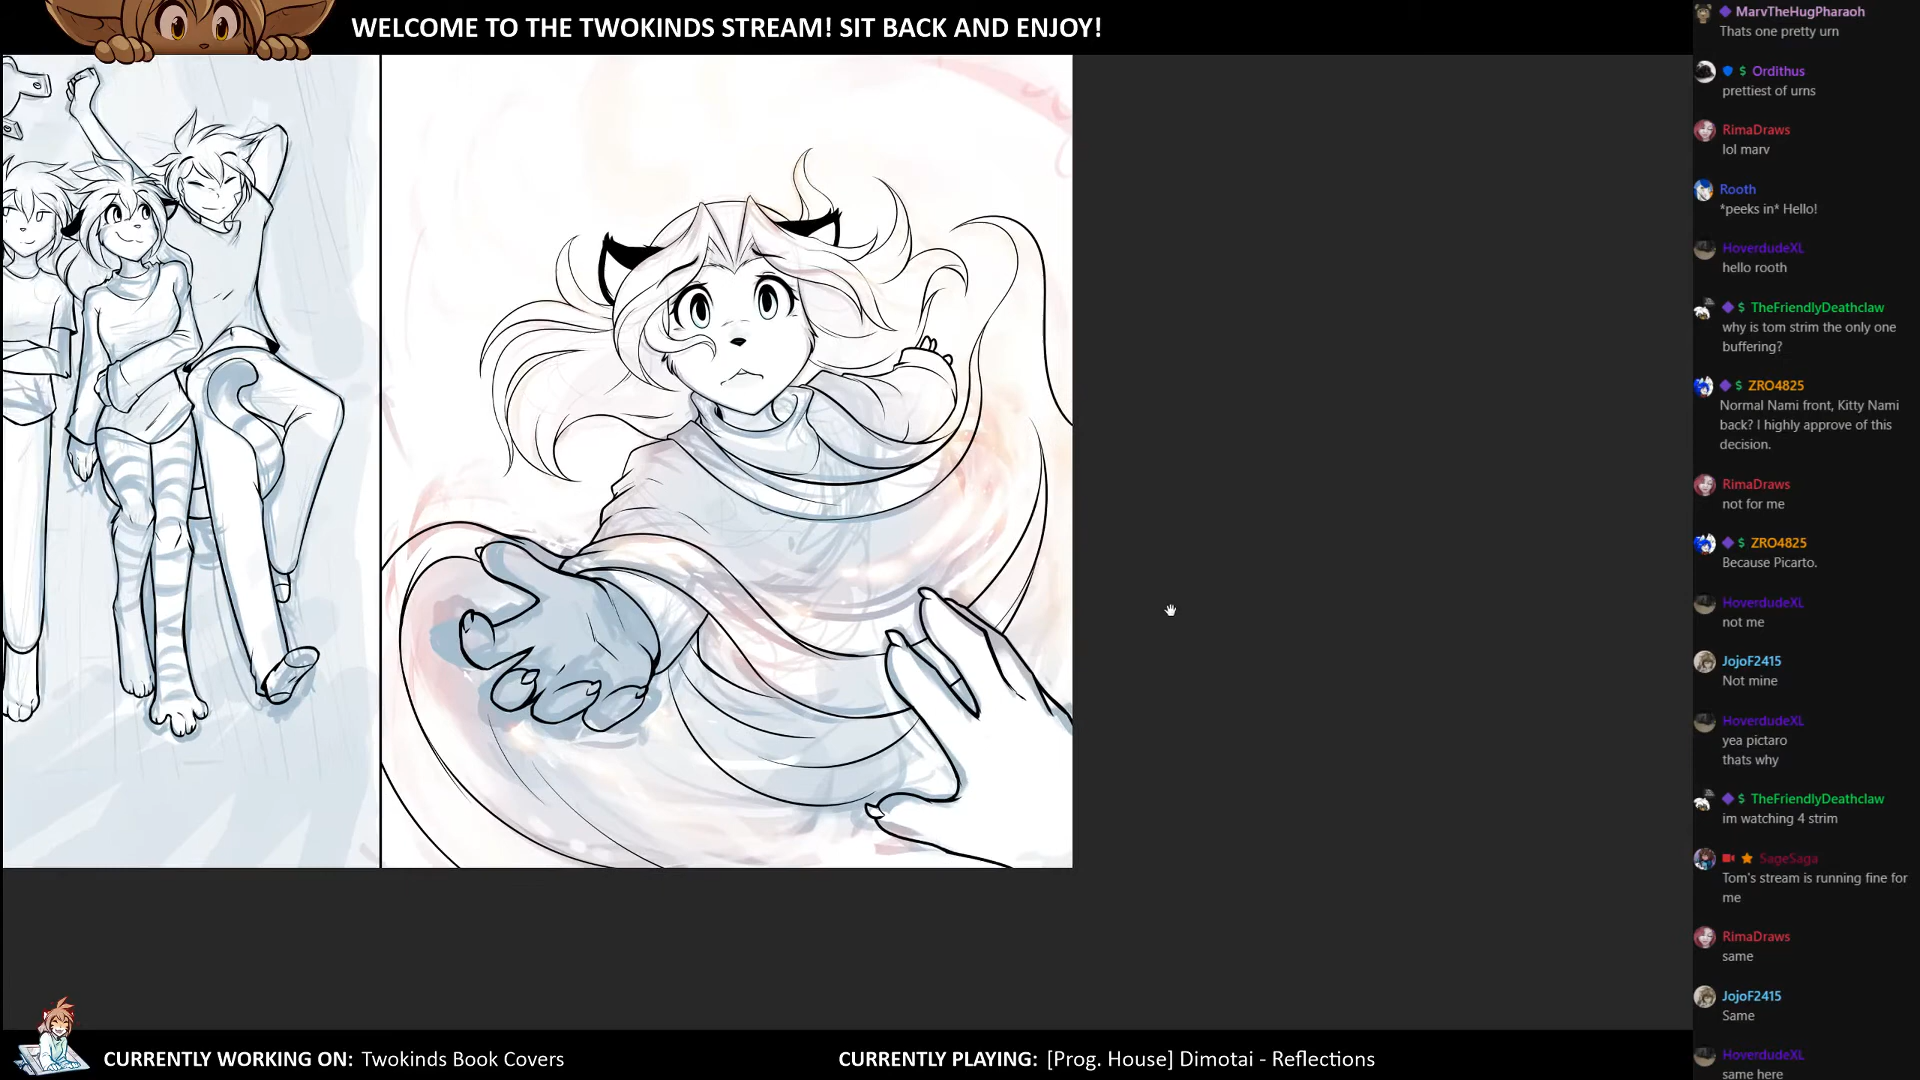 WELCOME TO THE TWOKINDS STREAM! SIT BACK AND ENJOY!
MarvTheHugPharaoh
Thats one pretty urn
$ Ordithus
prettiest of urns
RimaDraws
lol marv
Rooth
*peeks in* Hello!
HoverdudeXL
hello rooth
$ TheFriendlyDeathclaw
why is tom strim the only one
buffering?
$ ZRO4825
Normal Nami front, Kitty Nami
back? I highly approve of this
decision.
RimaDraws
not for me
$ ZRO4825
Because Picarto.
HoverdudeXL
not me
JojoF2415
Not mine
HoverdudeXL
yea pictaro
thats why
$ TheFriendlyDeathclaw
im watching 4 strim
SageSaga
Tom's stream is running fine for
me
RimaDraws
same
JojoF2415
Same
HoverdudeXL
same here
CURRENTLY WORKING ON: Twokinds Book Covers
CURRENTLY PLAYING: [Prog. House] Dimotai - Reflections